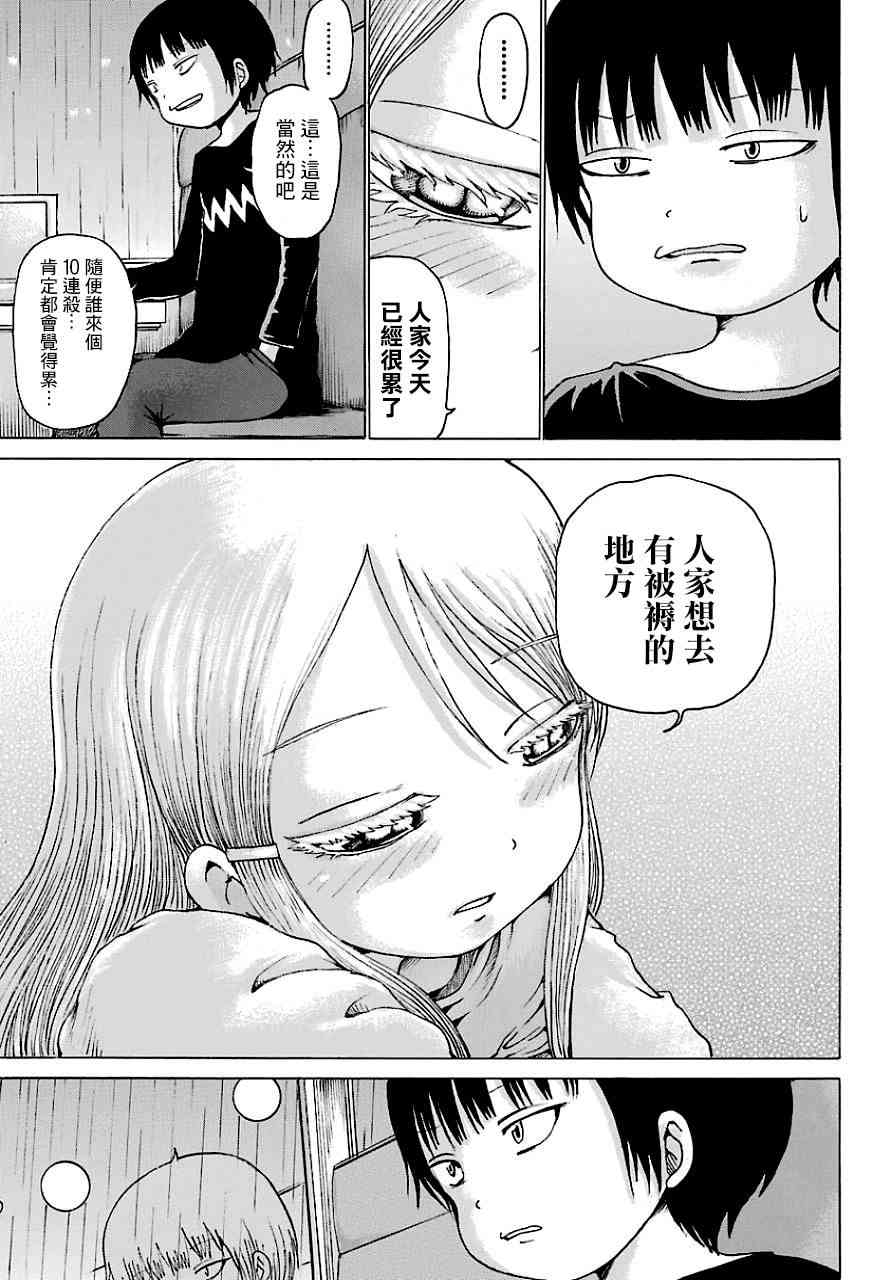 ………
人家今天
已經很累了
………
這…這是
當然的吧
隨便誰來個
10連殺…
肯定都會覺得累…
人家想去
有被褥的
地方